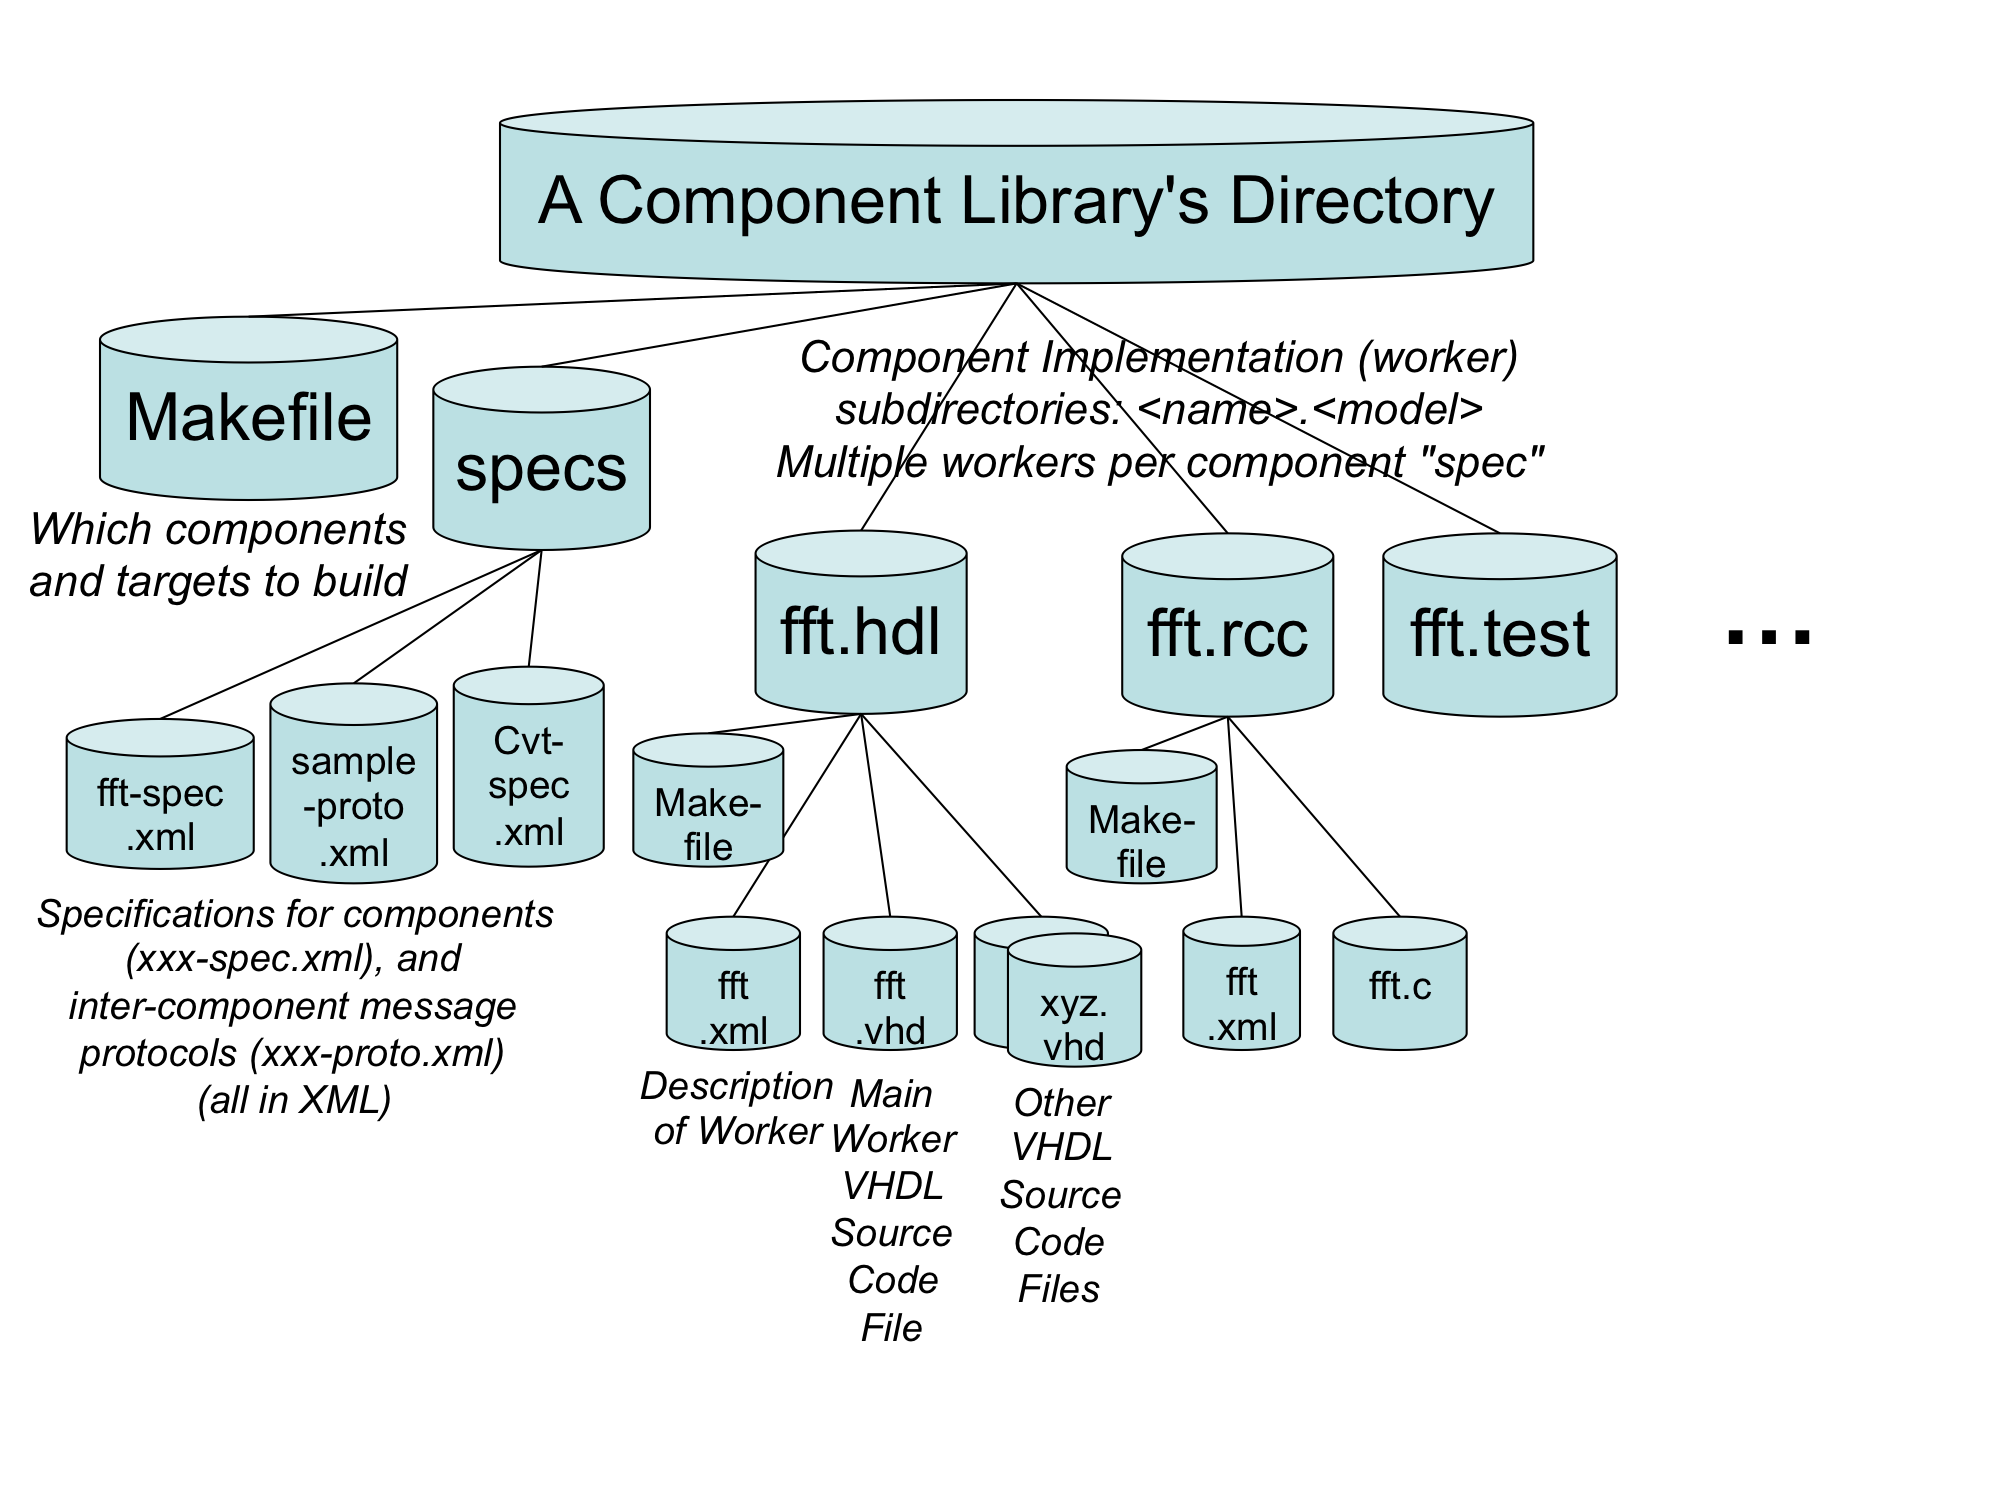 A Component Library's Directory
Makefile
Which components
and targets to build
specs
Component Implementation (worker)
subdirectories: <name>.<model>
Multiple workers per component "spec"
fft.hdl
fft.rcc
fft.test
...
fft-spec
.xml
sample
-proto
.xml
Cvt-
spec
.xml
Specifications for components
(xxx-spec.xml), and
inter-component message
protocols (xxx-proto.xml)
(all in XML)
Make-
file
fft
.xml
Description
of Worker
fft
.vhd
Main
Worker
VHDL
Source
Code
File
xyz.
vhd
Other
VHDL
Source
Code
Files
Make-
file
fft
.xml
fft.c